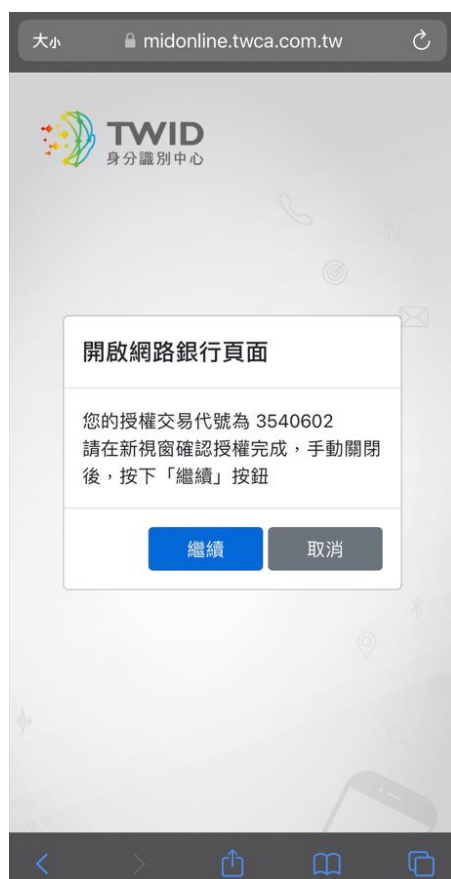 大小 midonline.twca.com.tw
TWID
身分識別中心
開啟網路銀行頁面
您的授權交易代號為 3540602
請在新視窗確認授權完成，手動關閉
後，按下「繼續」按鈕
繼續 取消